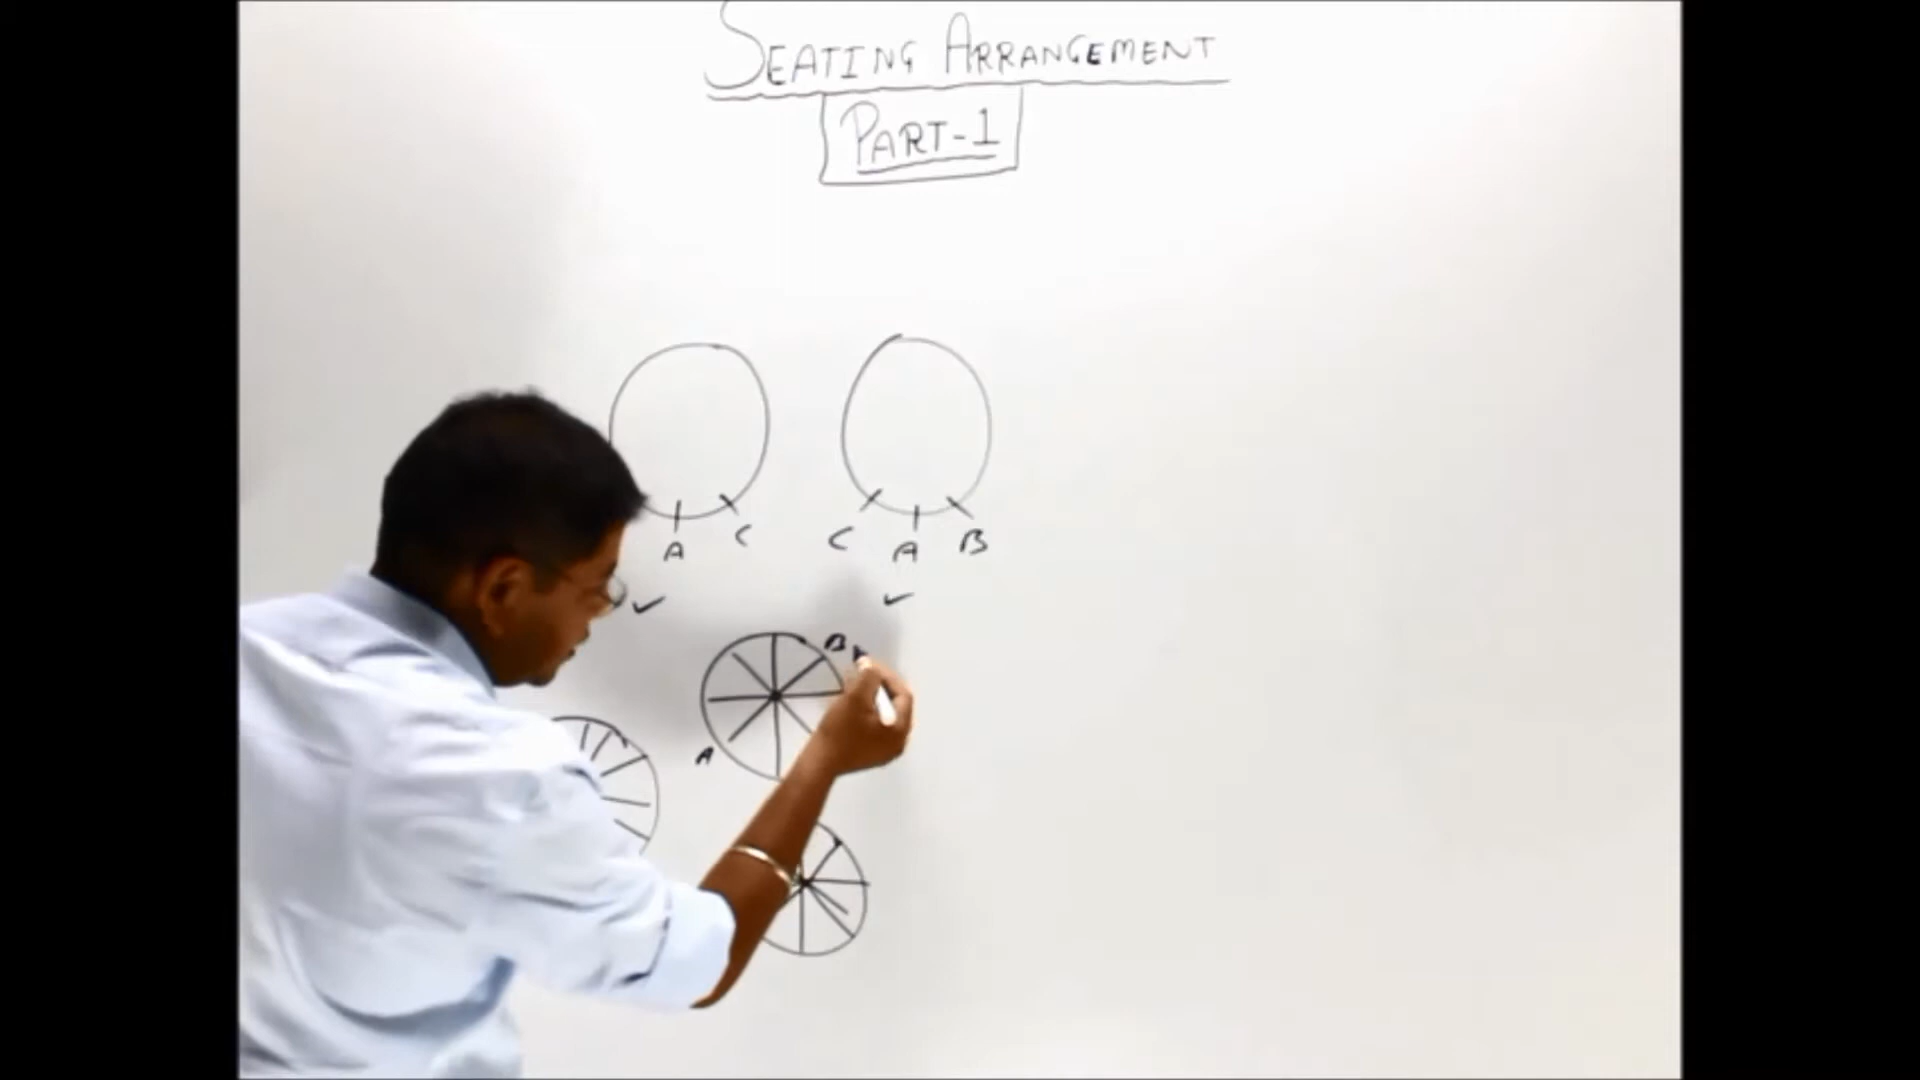 SEATING ARRANGEMENT
PART-1
A C C A B
B
A